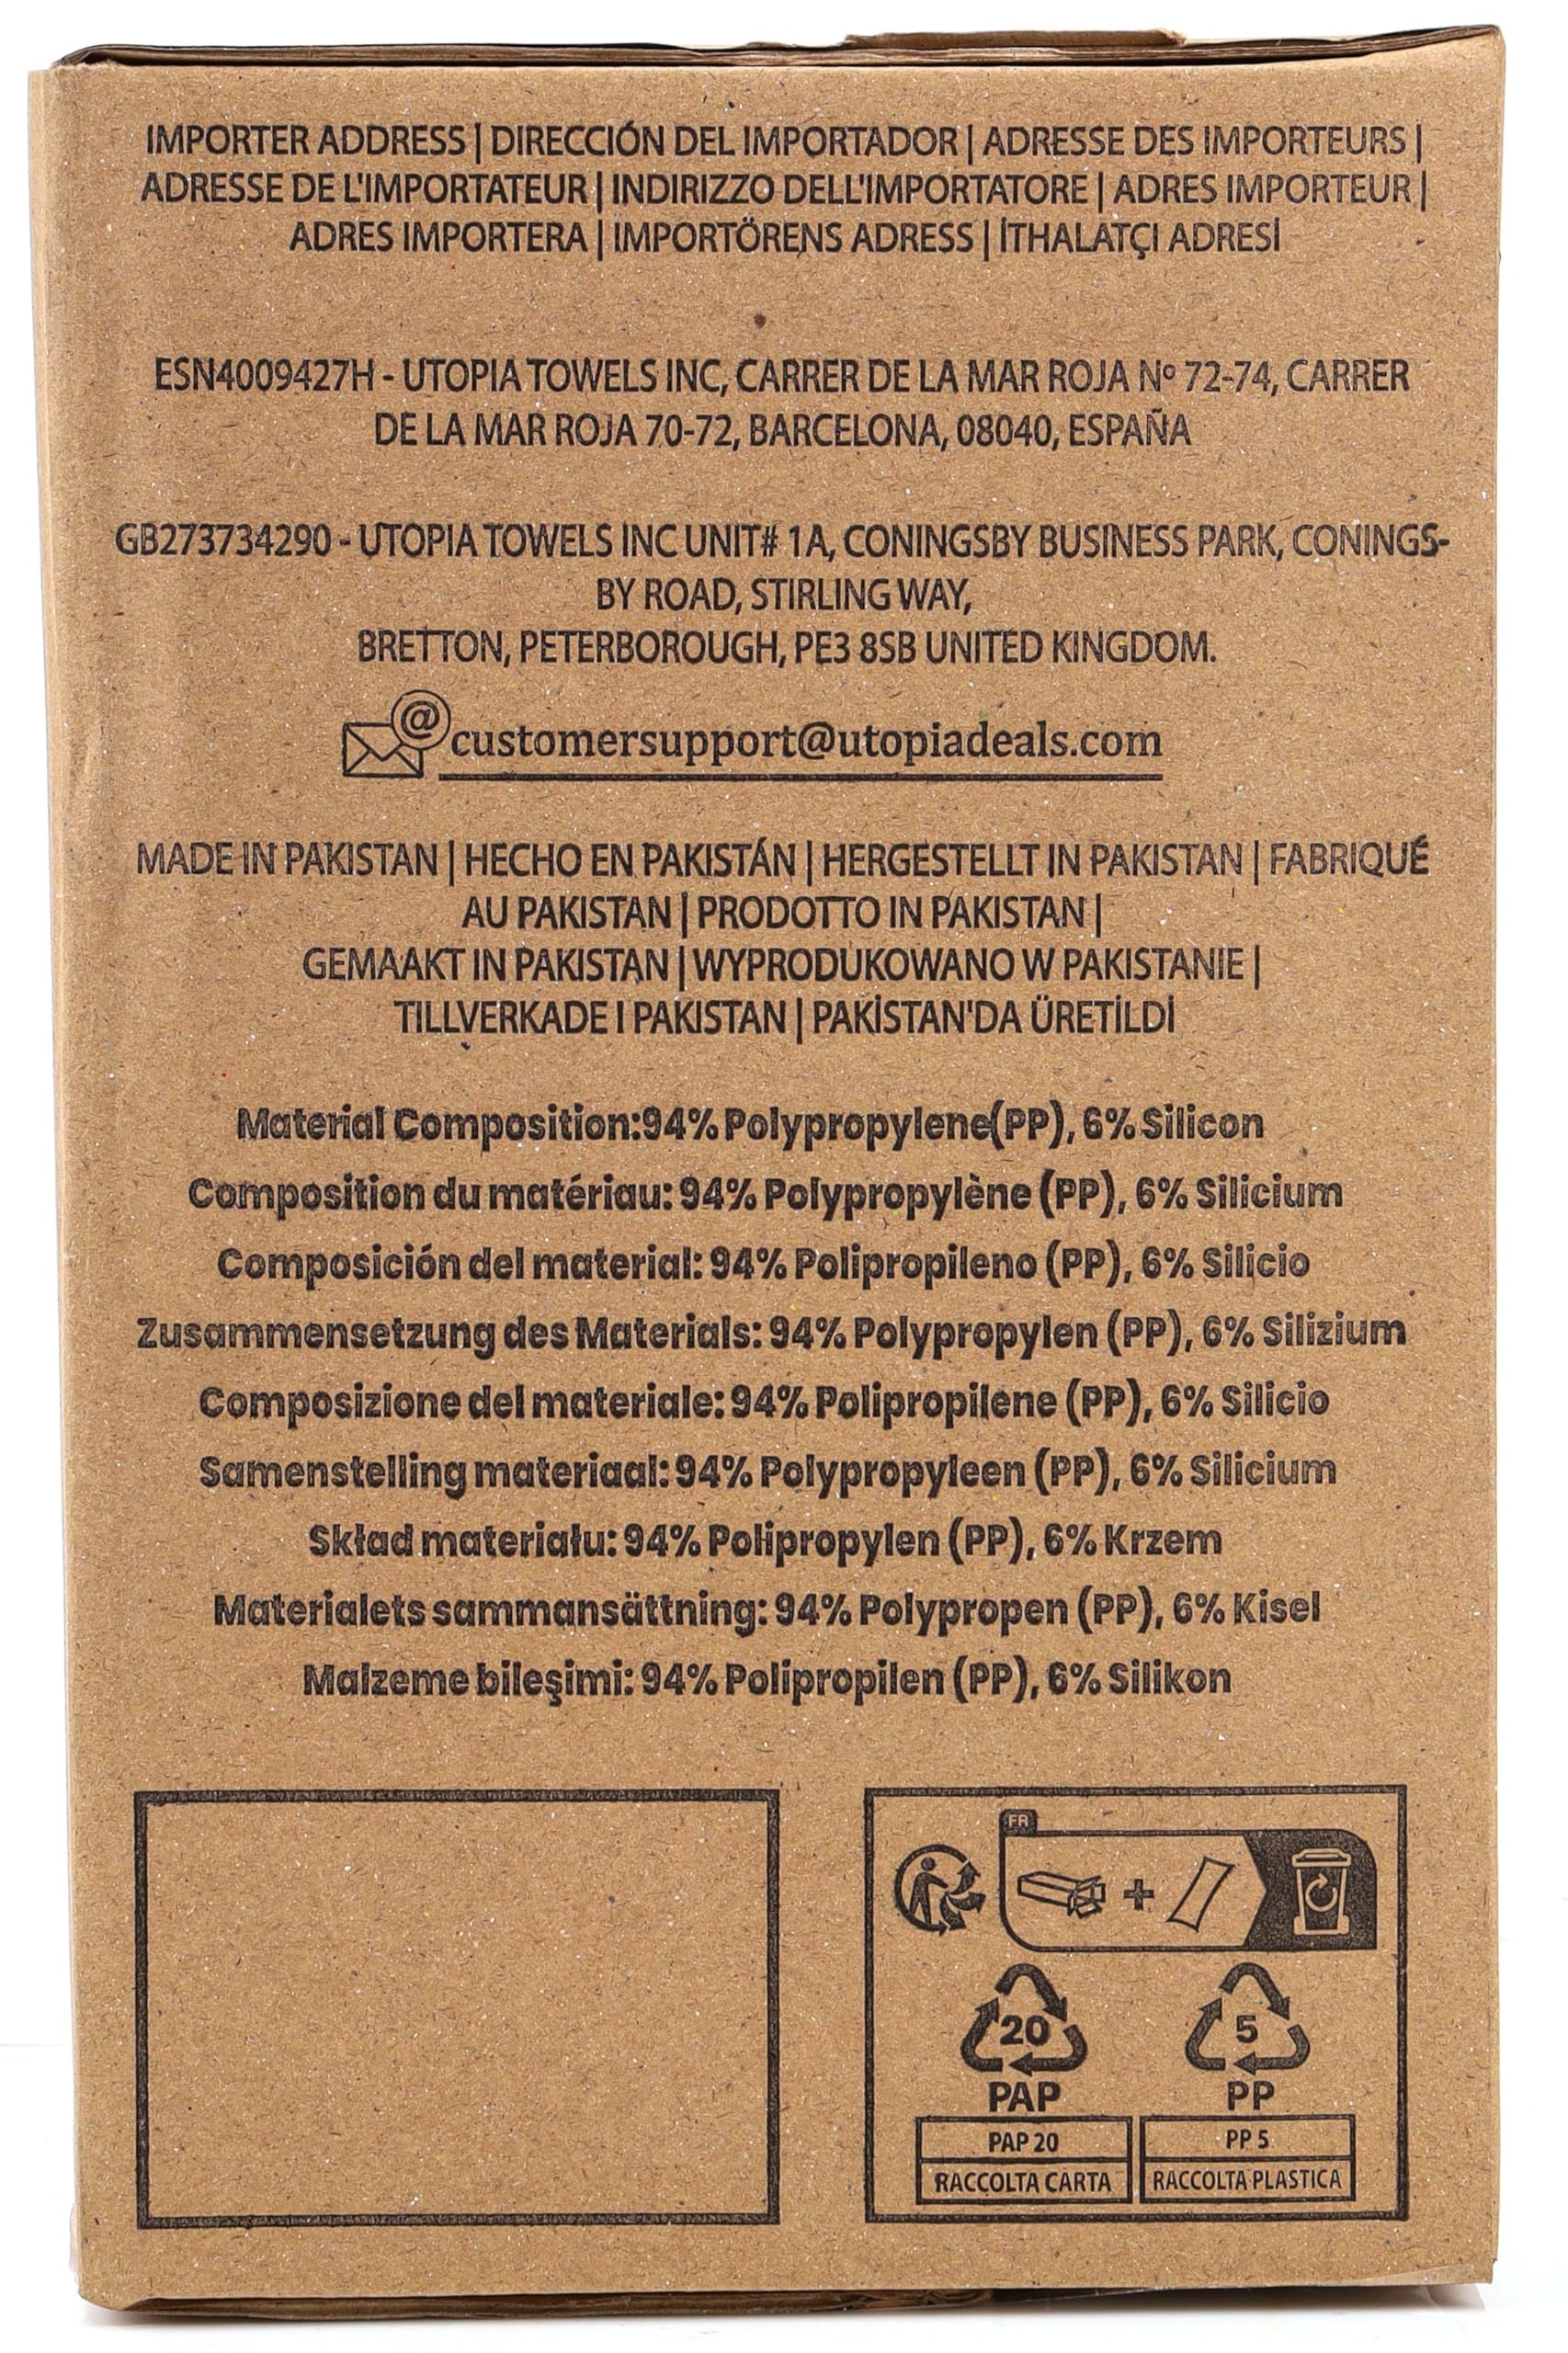 IMPORTER ADDRESS | DIRECCIÓN DEL IMPORTADOR | ADRESSE DES IMPORTEURS |
ADRESSE DE L'IMPORTATEUR | INDIRIZZO DELL'IMPORTATORE | ADRES IMPORTEUR |
ADRES IMPORTERA | IMPORTÖRENS ADRESS | İTHALATÇI ADRESİ
ESN4009427H - UTOPIA TOWELS INC, CARRER DE LA MAR ROJA Nº 72-74, CARRER
DE LA MAR ROJA 70-72, BARCELONA, 08040, ESPAÑA
GB273734290 - UTOPIA TOWELS INC UNIT# 1A, CONINGSBY BUSINESS PARK, CONINGS-
BY ROAD, STIRLING WAY,
BRETTON, PETERBOROUGH, PE3 8SB UNITED KINGDOM.
@ customersupport@utopiadeals.com
MADE IN PAKISTAN | HECHO EN PAKISTÁN | HERGESTELLT IN PAKISTAN | FABRIQUÉ
AU PAKISTAN | PRODOTTO IN PAKISTAN |
GEMAAKT IN PAKISTAN | WYPRODUKOWANO W PAKISTANIE |
TILLVERKADE I PAKISTAN | PAKİSTAN'DA ÜRETİLDİ
Material Composition:94% Polypropylene(PP), 6% Silicon
Composition du matériau: 94% Polypropylène (PP), 6% Silicium
Composición del material: 94% Polipropileno (PP), 6% Silicio
Zusammensetzung des Materials: 94% Polypropylen (PP), 6% Silizium
Composizione del materiale: 94% Polipropilene (PP), 6% Silicio
Samenstelling materiaal: 94% Polypropyleen (PP), 6% Silicium
Skład materiału: 94% Polipropylen (PP), 6% Krzem
Materialets sammansättning: 94% Polypropen (PP), 6% Kisel
Malzeme bileşimi: 94% Polipropilen (PP), 6% Silikon
FR
+
20 5
PAP PP
PAP 20 PP 5
RACCOLTA CARTA RACCOLTA PLASTICA